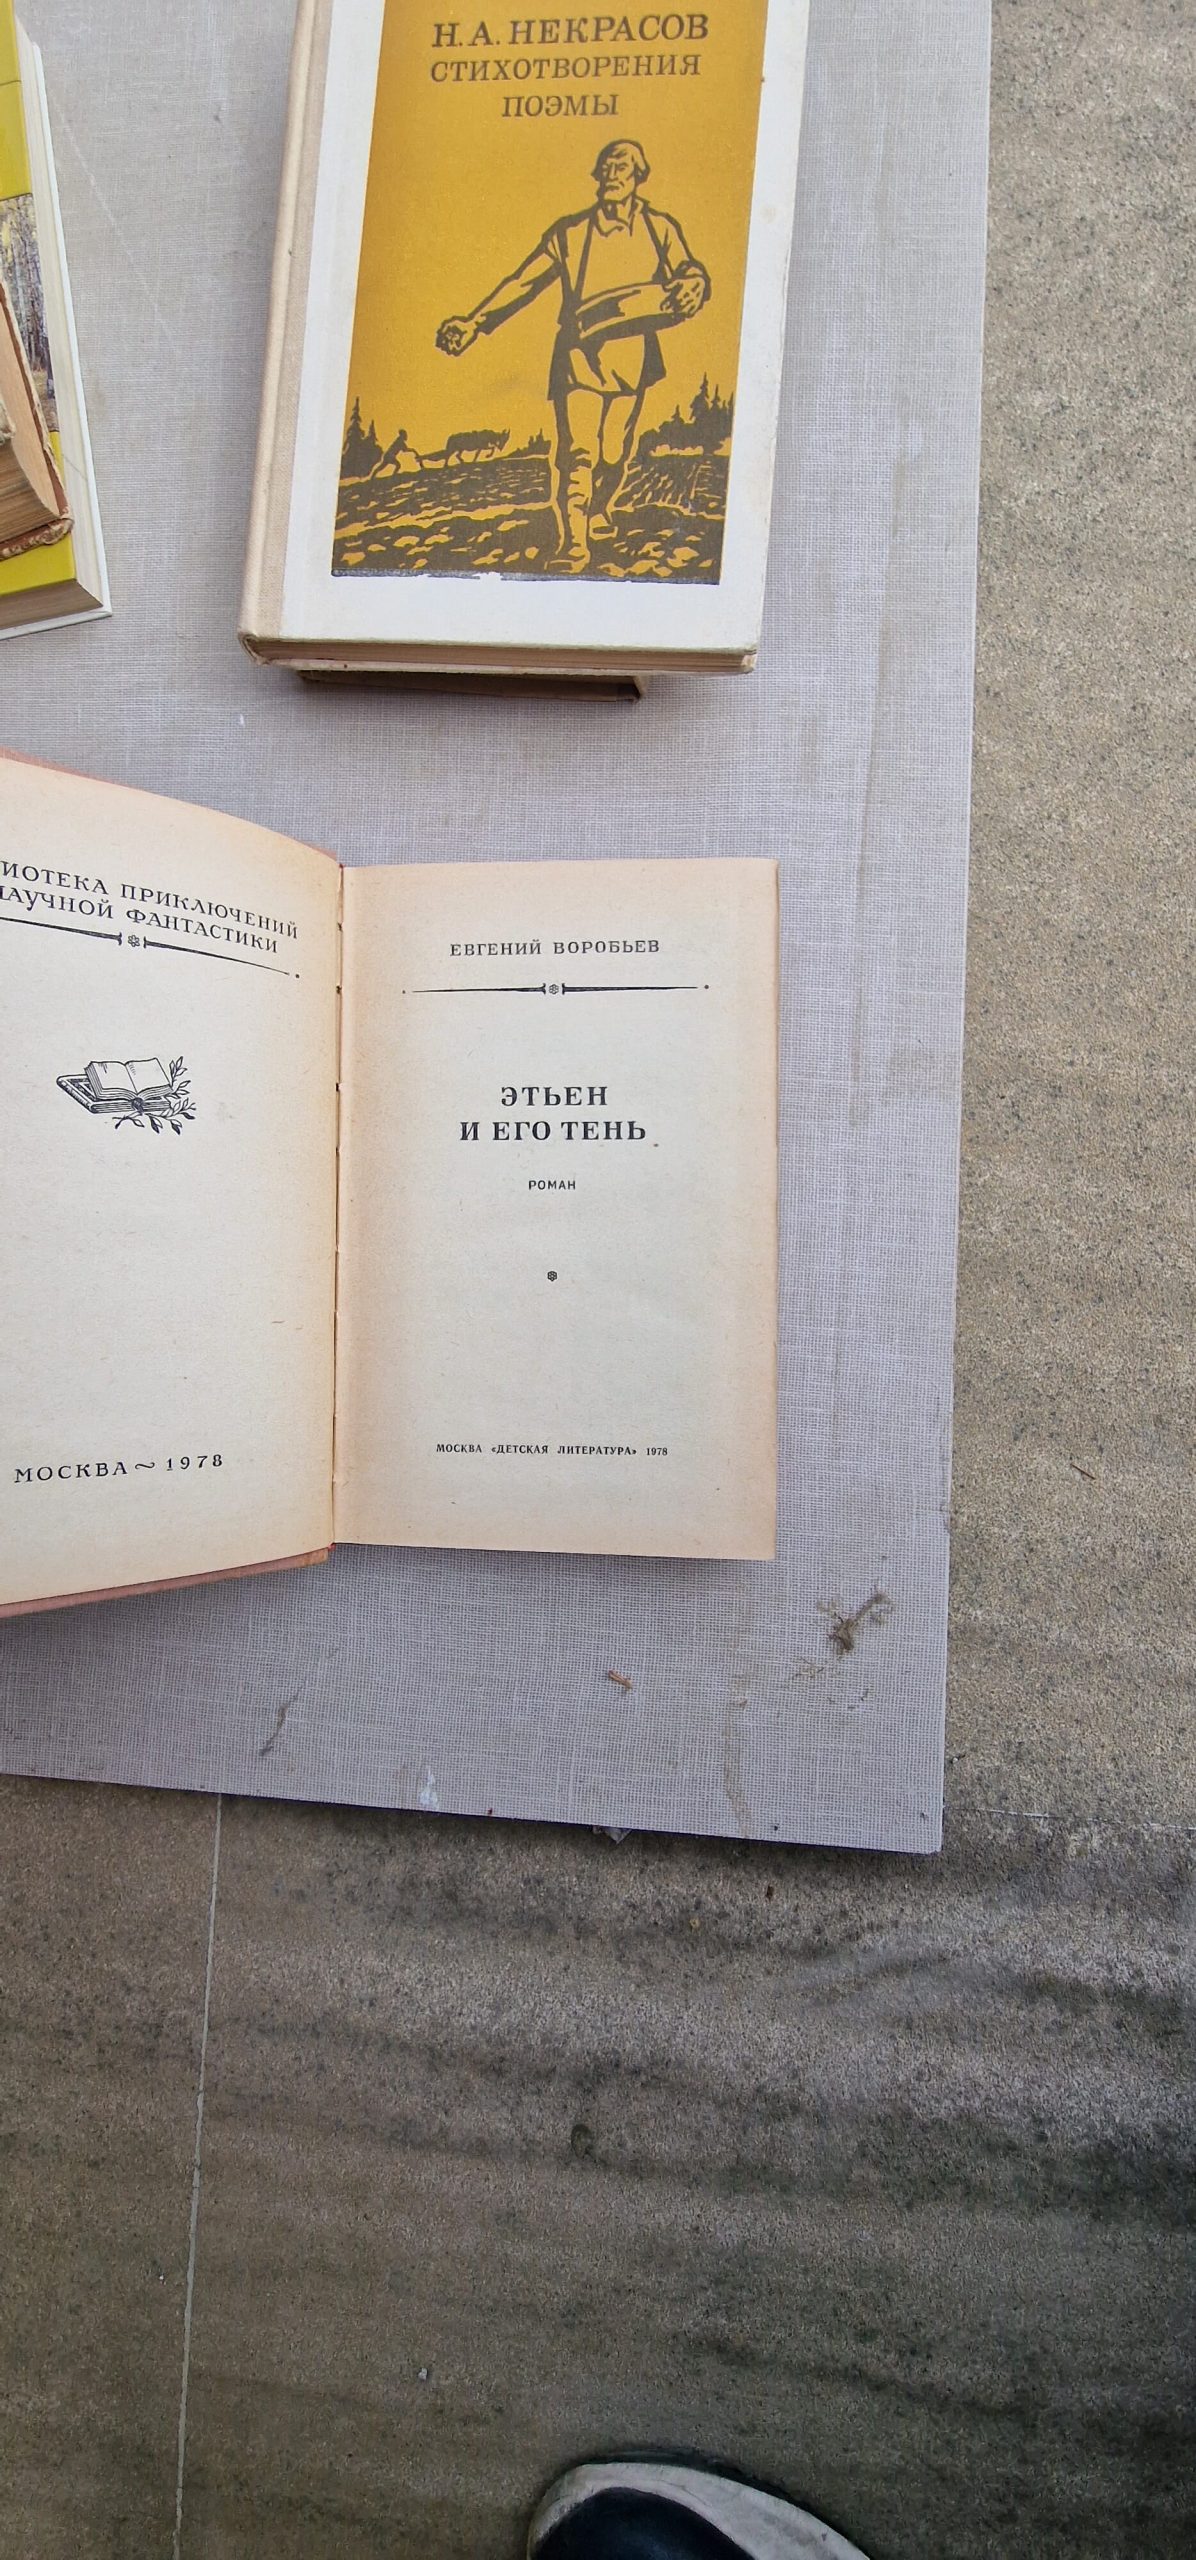 Н. А. НЕКРАСОВ
СТИХОТВОРЕНИЯ
ПОЭМЫ
ИОТЕКА ПРИКЛЮЧЕНИЙ
НАУЧНОЙ ФАНТАСТИКИ
МОСКВА ~ 1978
ЕВГЕНИЙ ВОРОБЬЕВ
ЭТЬЕН
И ЕГО ТЕНЬ
РОМАН
МОСКВА «ДЕТСКАЯ ЛИТЕРАТУРА» 1978